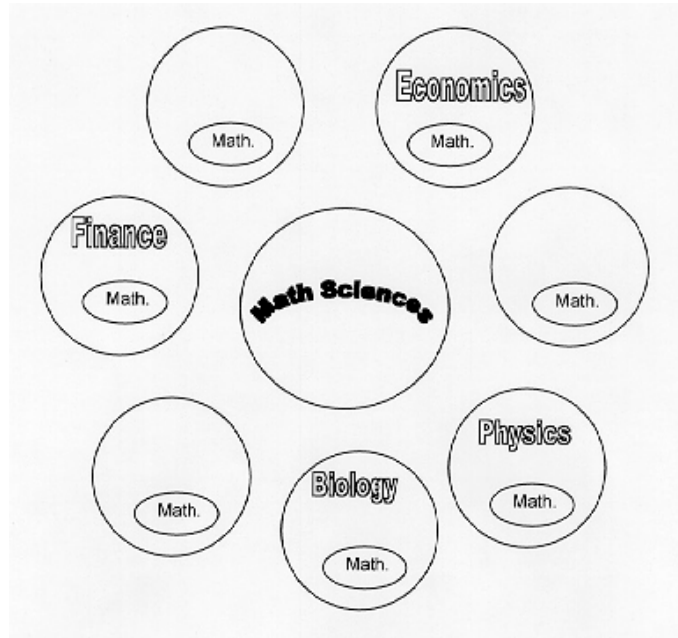 Economics
Math.
Math.
Finance
Math.
Math Sciences
Math.
Physics
Math.
Biology
Math.
Math.